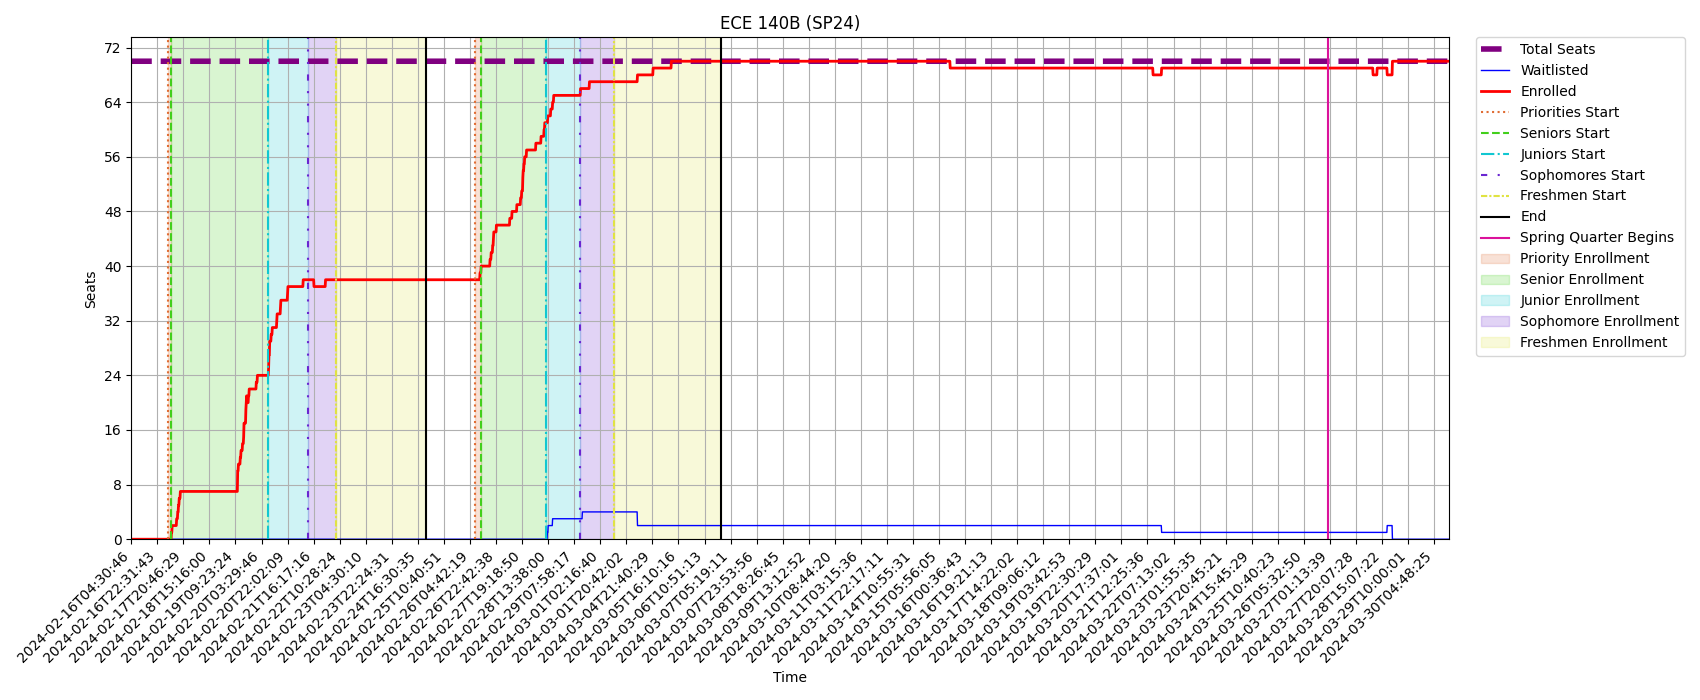 ECE 140B (SP24)
Seats
72
64
56
48
40
32
24
16
8
0
2024-02-16T04:30:46
2024-02-16T22:31:43
2024-02-17T20:46:29
2024-02-18T15:16:00
2024-02-19T09:23:24
2024-02-20T03:29:46
2024-02-20T22:02:09
2024-02-21T16:17:16
2024-02-22T10:28:24
2024-02-23T04:30:10
2024-02-23T22:24:31
2024-02-24T16:30:35
2024-02-25T10:40:51
2024-02-26T04:42:19
2024-02-26T22:42:38
2024-02-27T19:18:50
2024-02-28T13:38:00
2024-02-29T07:58:17
2024-03-01T02:16:40
2024-03-01T20:42:02
2024-03-04T21:40:29
2024-03-05T16:10:16
2024-03-06T10:51:13
2024-03-07T05:19:11
2024-03-07T23:53:56
2024-03-08T18:26:45
2024-03-09T13:12:52
2024-03-10T08:44:20
2024-03-11T03:15:36
2024-03-11T22:17:11
2024-03-14T10:55:31
2024-03-15T05:56:05
2024-03-16T00:36:43
2024-03-16T19:21:13
2024-03-17T14:22:02
2024-03-18T09:06:12
2024-03-19T03:42:53
2024-03-19T22:30:29
2024-03-20T17:37:01
2024-03-21T12:25:36
2024-03-22T07:13:02
2024-03-23T01:55:35
2024-03-23T20:45:21
2024-03-24T15:45:29
2024-03-25T10:40:23
2024-03-26T05:32:50
2024-03-27T01:13:39
2024-03-27T20:07:28
2024-03-28T15:07:22
2024-03-29T10:00:01
2024-03-30T04:48:25
Time
Total Seats
Waitlisted
Enrolled
Priorities Start
Seniors Start
Juniors Start
Sophomores Start
Freshmen Start
End
Spring Quarter Begins
Priority Enrollment
Senior Enrollment
Junior Enrollment
Sophomore Enrollment
Freshmen Enrollment